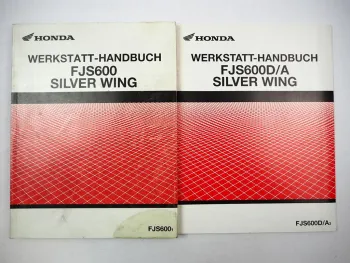 HONDA
WERKSTATT-HANDBUCH
FJS600
SILVER WING
FJS600
HONDA
WERKSTATT-HANDBUCH
FJS600D/A
SILVER WING
FJS600D/A